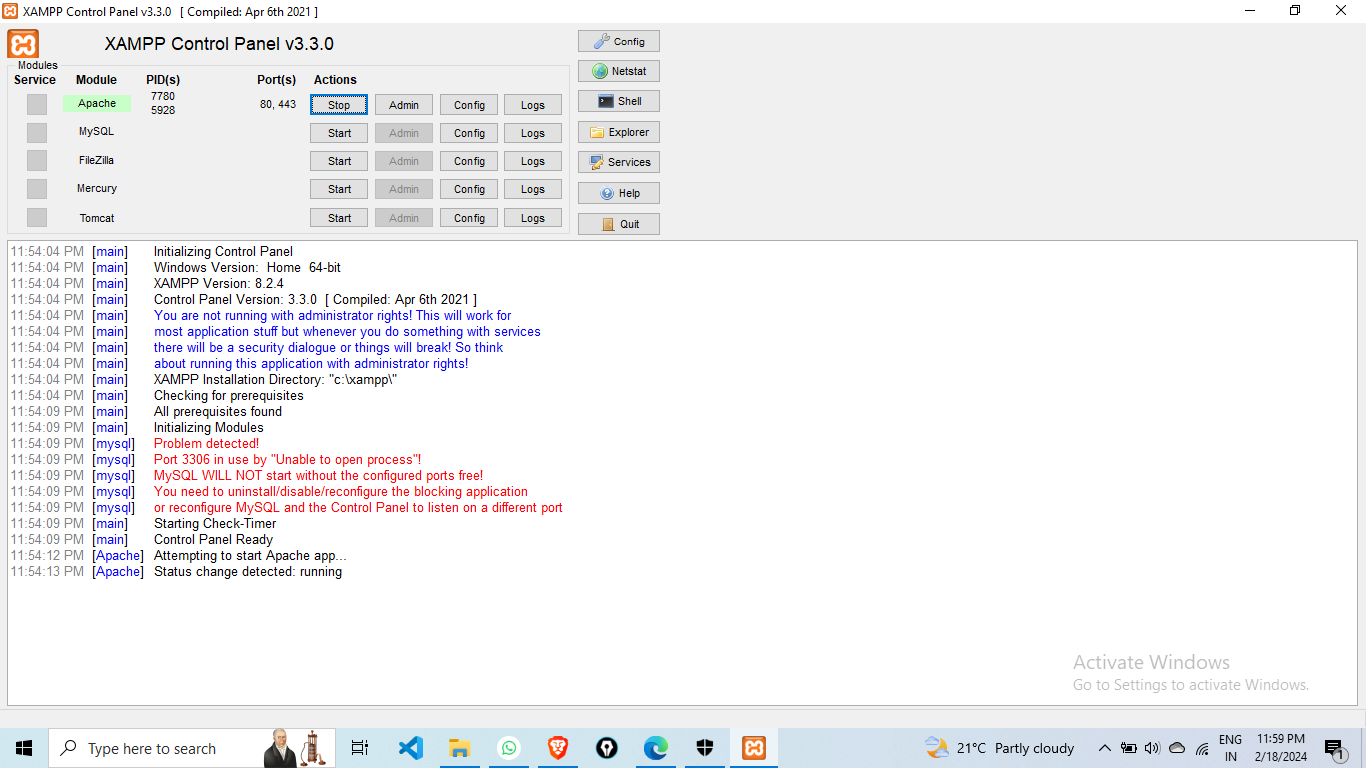 XAMPP Control Panel v3.3.0 [ Compiled: Apr 6th 2021 ]
XAMPP Control Panel v3.3.0
Config
Modules
Service Module PID(s) Port(s) Actions
Netstat
Apache 7780 5928 80, 443 Stop Admin Config Logs
Shell
MySQL Start Admin Config Logs
Explorer
FileZilla Start Admin Config Logs
Services
Mercury Start Admin Config Logs
Help
Tomcat Start Admin Config Logs
Quit
11:54:04 PM [main] Initializing Control Panel
11:54:04 PM [main] Windows Version: Home 64-bit
11:54:04 PM [main] XAMPP Version: 8.2.4
11:54:04 PM [main] Control Panel Version: 3.3.0 [ Compiled: Apr 6th 2021 ]
11:54:04 PM [main] You are not running with administrator rights! This will work for
11:54:04 PM [main] most application stuff but whenever you do something with services
11:54:04 PM [main] there will be a security dialogue or things will break! So think
11:54:04 PM [main] about running this application with administrator rights!
11:54:04 PM [main] XAMPP Installation Directory: "c:\xampp\"
11:54:04 PM [main] Checking for prerequisites
11:54:09 PM [main] All prerequisites found
11:54:09 PM [main] Initializing Modules
11:54:09 PM [mysql] Problem detected!
11:54:09 PM [mysql] Port 3306 in use by "Unable to open process"!
11:54:09 PM [mysql] MySQL WILL NOT start without the configured ports free!
11:54:09 PM [mysql] You need to uninstall/disable/reconfigure the blocking application
11:54:09 PM [mysql] or reconfigure MySQL and the Control Panel to listen on a different port
11:54:09 PM [main] Starting Check-Timer
11:54:09 PM [main] Control Panel Ready
11:54:12 PM [Apache] Attempting to start Apache app...
11:54:13 PM [Apache] Status change detected: running
Activate Windows
Go to Settings to activate Windows.
Type here to search
21°C Partly cloudy
ENG
IN
11:59 PM
2/18/2024
1